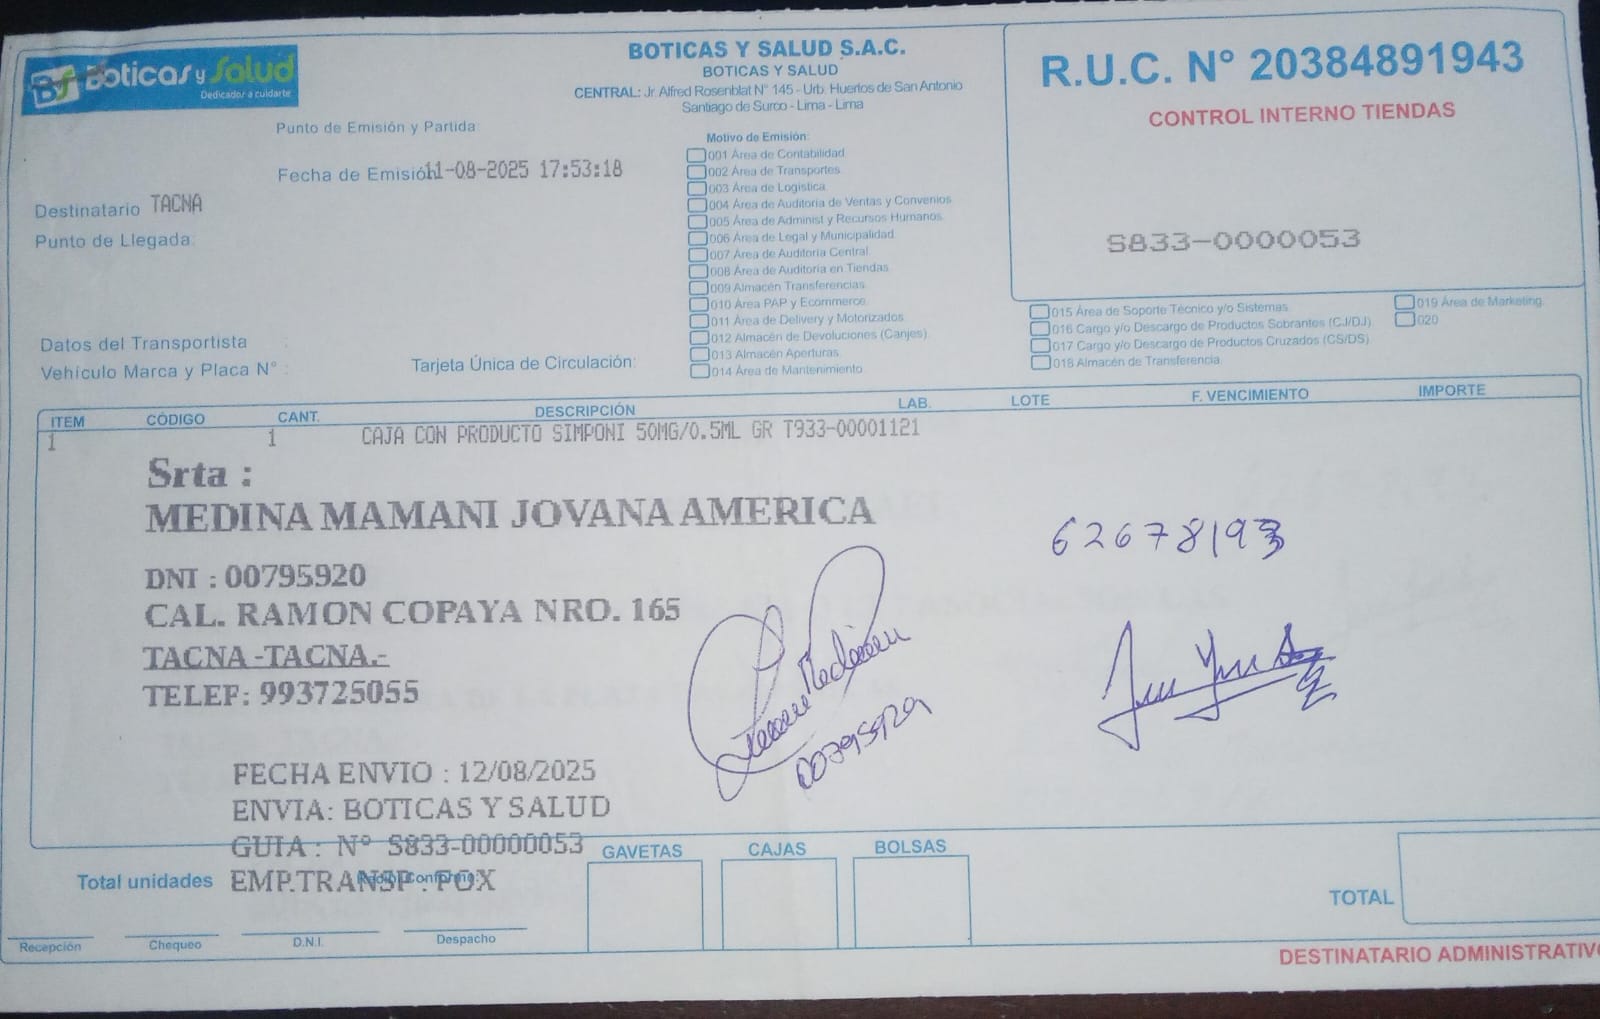 Boticas y Salud
Dedicados a cuidarte
BOTICAS Y SALUD S.A.C.
BOTICAS Y SALUD
CENTRAL: Jr. Alfred Rosenblat N° 145 - Urb. Huertos de San Antonio
Santiago de Surco - Lima - Lima
R.U.C. N° 20384891943
CONTROL INTERNO TIENDAS
S833-0000053
Punto de Emisión y Partida
Fecha de Emisión 11-08-2025 17:53:18
Destinatario TACNA
Punto de Llegada
Datos del Transportista :
Vehículo Marca y Placa N° :
Tarjeta Única de Circulación:
Motivo de Emisión:
001 Área de Contabilidad
002 Área de Transportes
003 Área de Logística
004 Área de Auditoria de Ventas y Convenios
005 Área de Administ y Recursos Humanos
006 Área de Legal y Municipalidad
007 Área de Auditoria Central
008 Área de Auditoria en Tiendas
009 Almacén Transferencias
010 Área PAP y Ecommerce
011 Área de Delivery y Motorizados
012 Almacén de Devoluciones (Canjes)
013 Almacén Aperturas
014 Área de Mantenimiento
015 Área de Soporte Técnico y/o Sistemas
016 Cargo y/o Descargo de Productos Sobrantes (CJ/DJ)
017 Cargo y/o Descargo de Productos Cruzados (CS/DS)
018 Almacén de Transferencia
019 Área de Marketing
020
ITEM CÓDIGO CANT. DESCRIPCIÓN LAB. LOTE F. VENCIMIENTO IMPORTE
1 1 CAJA CON PRODUCTO SIMPONI 50MG/0.5ML GR T933-00001121
Srta :
MEDINA MAMANI JOVANA AMERICA
DNI : 00795920
CAL. RAMON COPAYA NRO. 165
TACNA -TACNA.-
TELEF: 993725055
62678193
00795929
FECHA ENVIO : 12/08/2025
ENVIA: BOTICAS Y SALUD
GUIA : N° S833-00000053
EMP.TRANSP : POX
Recibí Conforme:
Total unidades
GAVETAS CAJAS BOLSAS
TOTAL
Recepción Chequeo D.N.I. Despacho
DESTINATARIO ADMINISTRATIVO